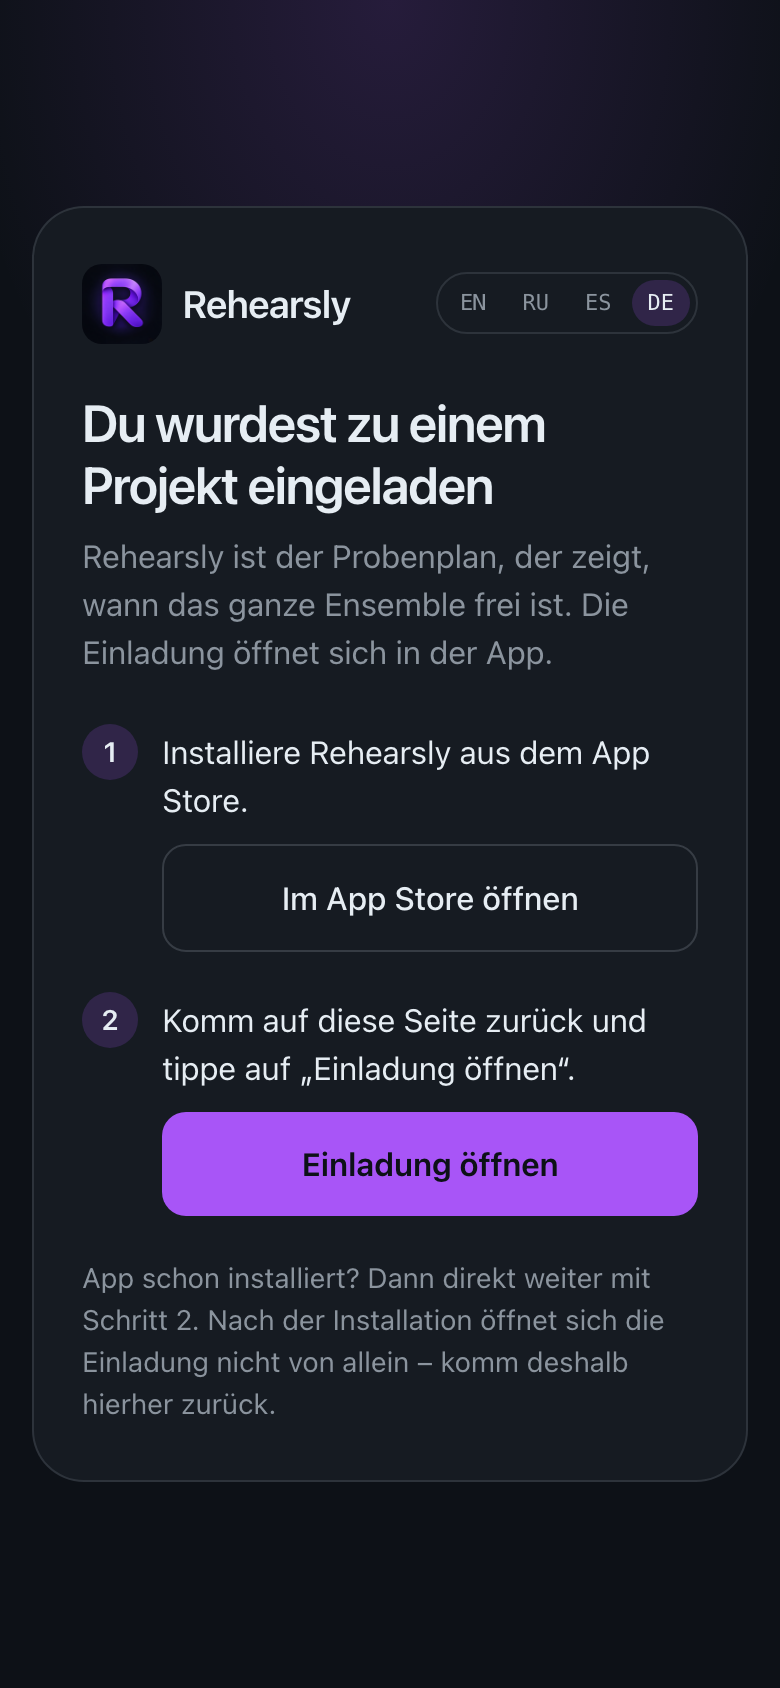 Rehearsly
EN RU ES DE
Du wurdest zu einem
Projekt eingeladen
Rehearsly ist der Probenplan, der zeigt,
wann das ganze Ensemble frei ist. Die
Einladung öffnet sich in der App.
1 Installiere Rehearsly aus dem App
Store.
Im App Store öffnen
2 Komm auf diese Seite zurück und
tippe auf „Einladung öffnen“.
Einladung öffnen
App schon installiert? Dann direkt weiter mit
Schritt 2. Nach der Installation öffnet sich die
Einladung nicht von allein – komm deshalb
hierher zurück.